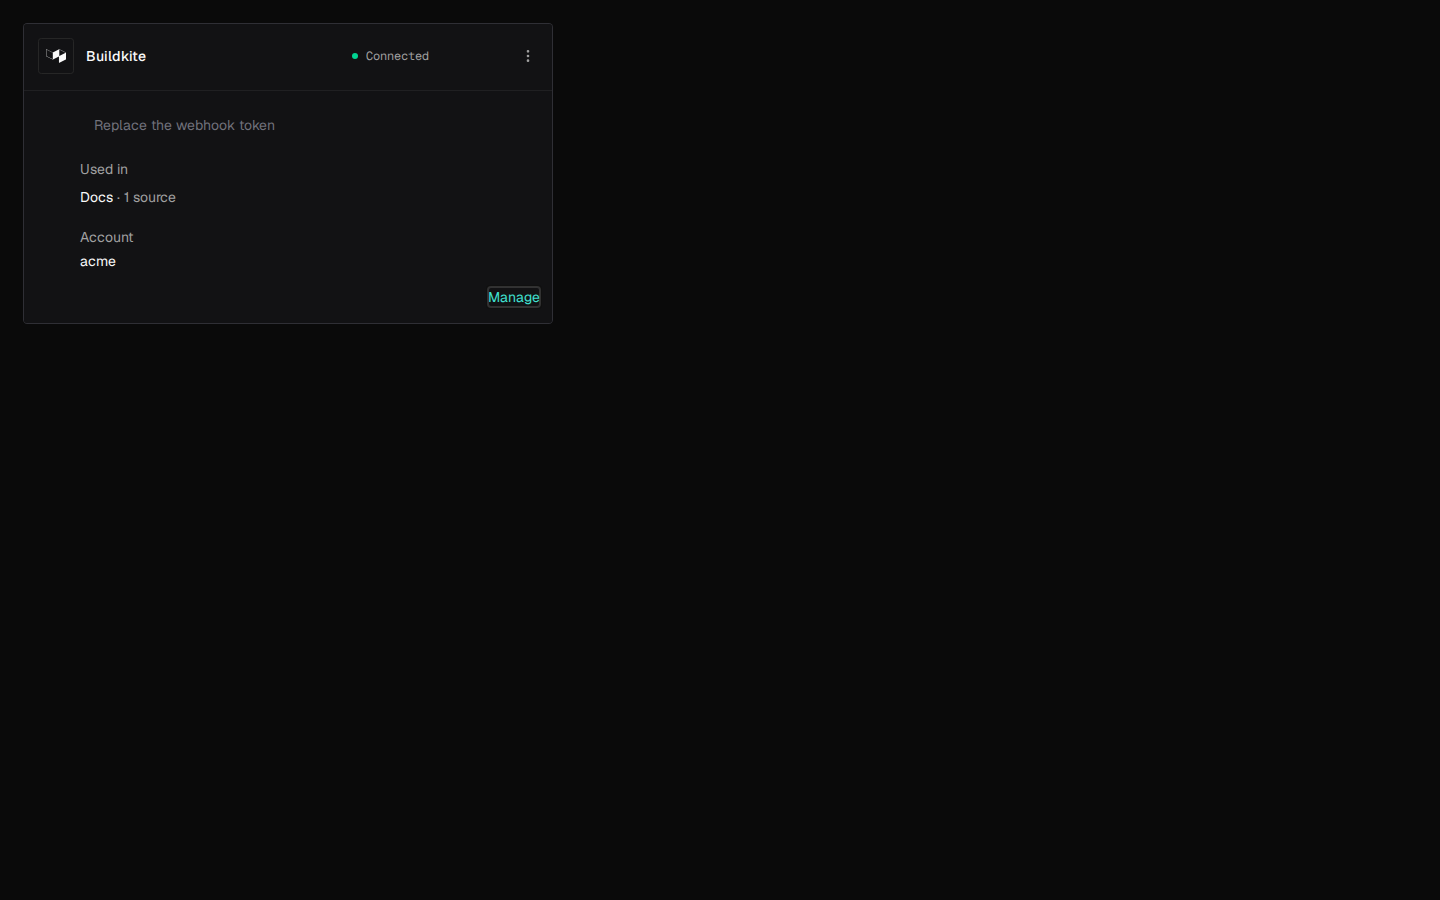 Buildkite
Connected
Replace the webhook token
Used in
Docs · 1 source
Account
acme
Manage